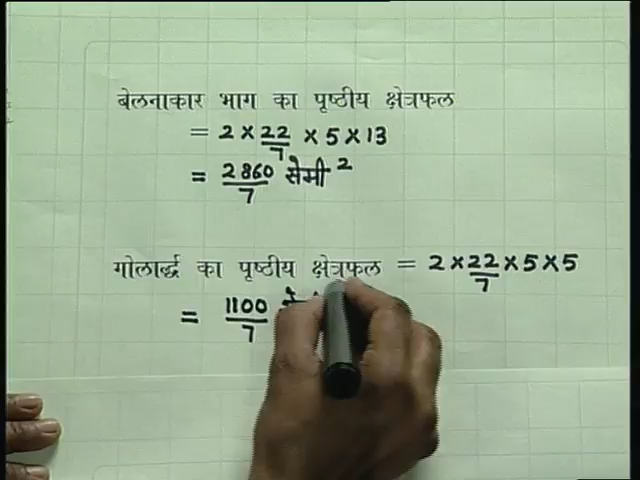 बेलनाकार भाग का पृष्ठीय क्षेत्रफल
= 2 × 22/7 × 5 × 13
= 2860/7 सेमी²
गोलार्द्ध का पृष्ठीय क्षेत्रफल = 2 × 22/7 × 5 × 5
= 1100/7